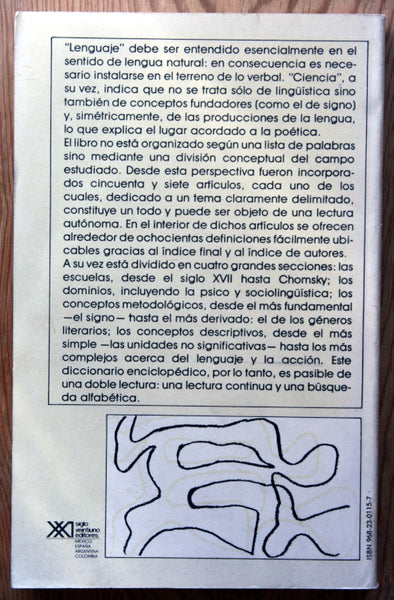 "Lenguaje" debe ser entendido esencialmente en el
sentido de lengua natural: en consecuencia es nece-
sario instalarse en el terreno de lo verbal. "Ciencia", a
su vez, indica que no se trata sólo de lingüística sino
también de conceptos fundadores (como el de signo)
y, simétricamente, de las producciones de la lengua,
lo que explica el lugar acordado a la poética.
El libro no está organizado según una lista de palabras
sino mediante una división conceptual del campo
estudiado. Desde esta perspectiva fueron incorpora-
dos cincuenta y siete artículos, cada uno de los
cuales, dedicado a un tema claramente delimitado,
constituye un todo y puede ser objeto de una lectura
autónoma. En el interior de dichos artículos se ofrecen
alrededor de ochocientas definiciones fácilmente ubi-
cables gracias al índice final y al índice de autores.
A su vez está dividido en cuatro grandes secciones: las
escuelas, desde el siglo XVII hasta Chomsky; los
dominios, incluyendo la psico y sociolingüística; los
conceptos metodológicos, desde el más fundamental
—el signo— hasta el más derivado: el de los géneros
literarios; los conceptos descriptivos, desde el más
simple —las unidades no significativas— hasta los más
complejos acerca del lenguaje y la acción. Este
diccionario enciclopédico, por lo tanto, es pasible de
una doble lectura: una lectura continua y una búsque-
da alfabética.
siglo
veintiuno
editores
MÉXICO
ESPAÑA
ARGENTINA
COLOMBIA
ISBN 968-23-0115-7